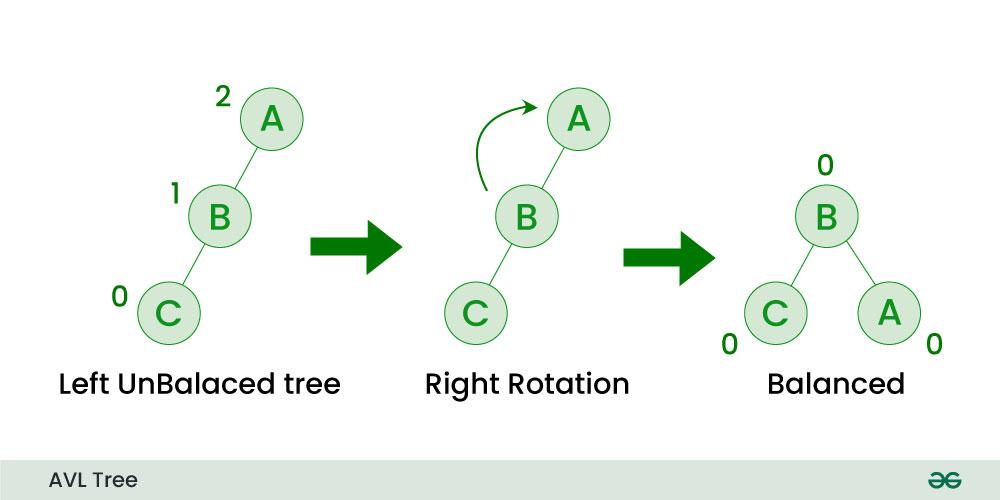 2
A
1
B
0
C
Left UnBalaced tree
A
B
C
Right Rotation
0
B
C
A
0
0
Balanced
AVL Tree